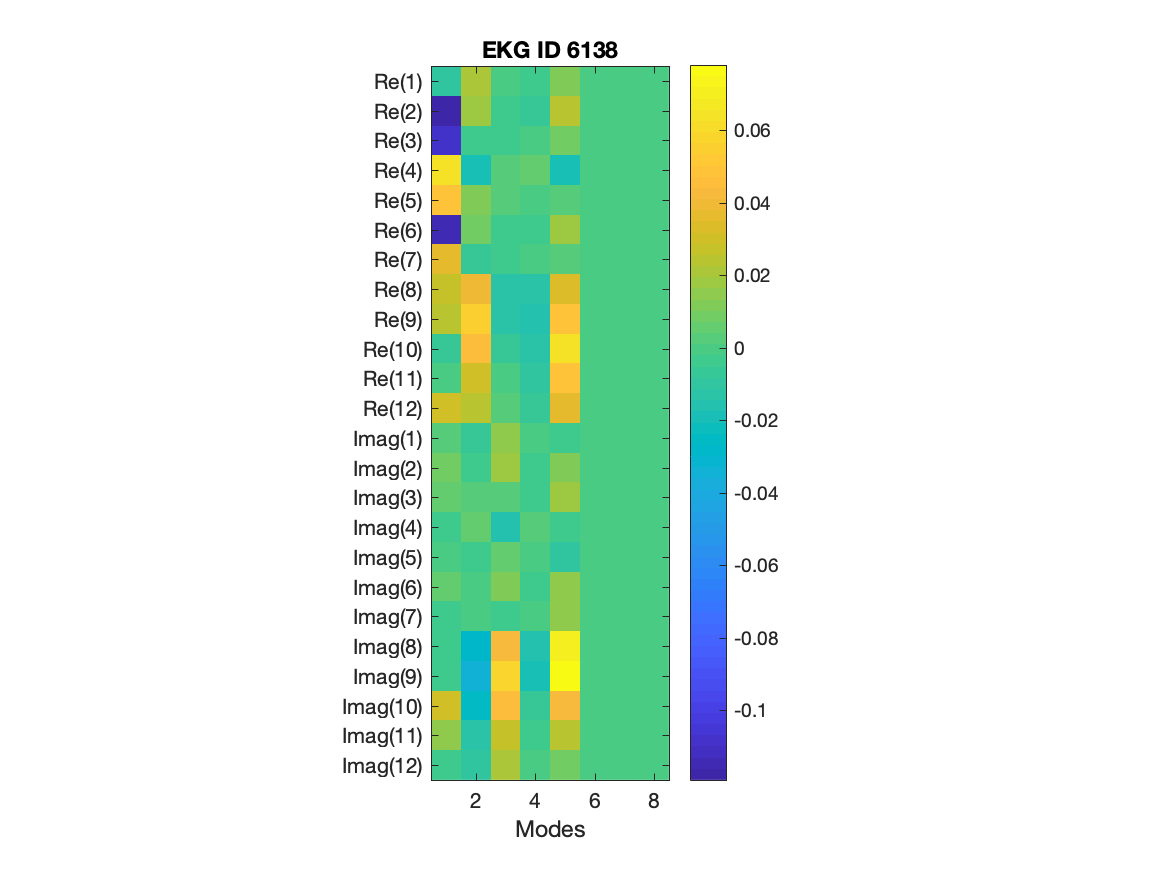 EKG ID 6138
Re(1)
Re(2)
Re(3)
Re(4)
Re(5)
Re(6)
Re(7)
Re(8)
Re(9)
Re(10)
Re(11)
Re(12)
Imag(1)
Imag(2)
Imag(3)
Imag(4)
Imag(5)
Imag(6)
Imag(7)
Imag(8)
Imag(9)
Imag(10)
Imag(11)
Imag(12)
2 4 6 8
Modes
0.06
0.04
0.02
0
-0.02
-0.04
-0.06
-0.08
-0.1